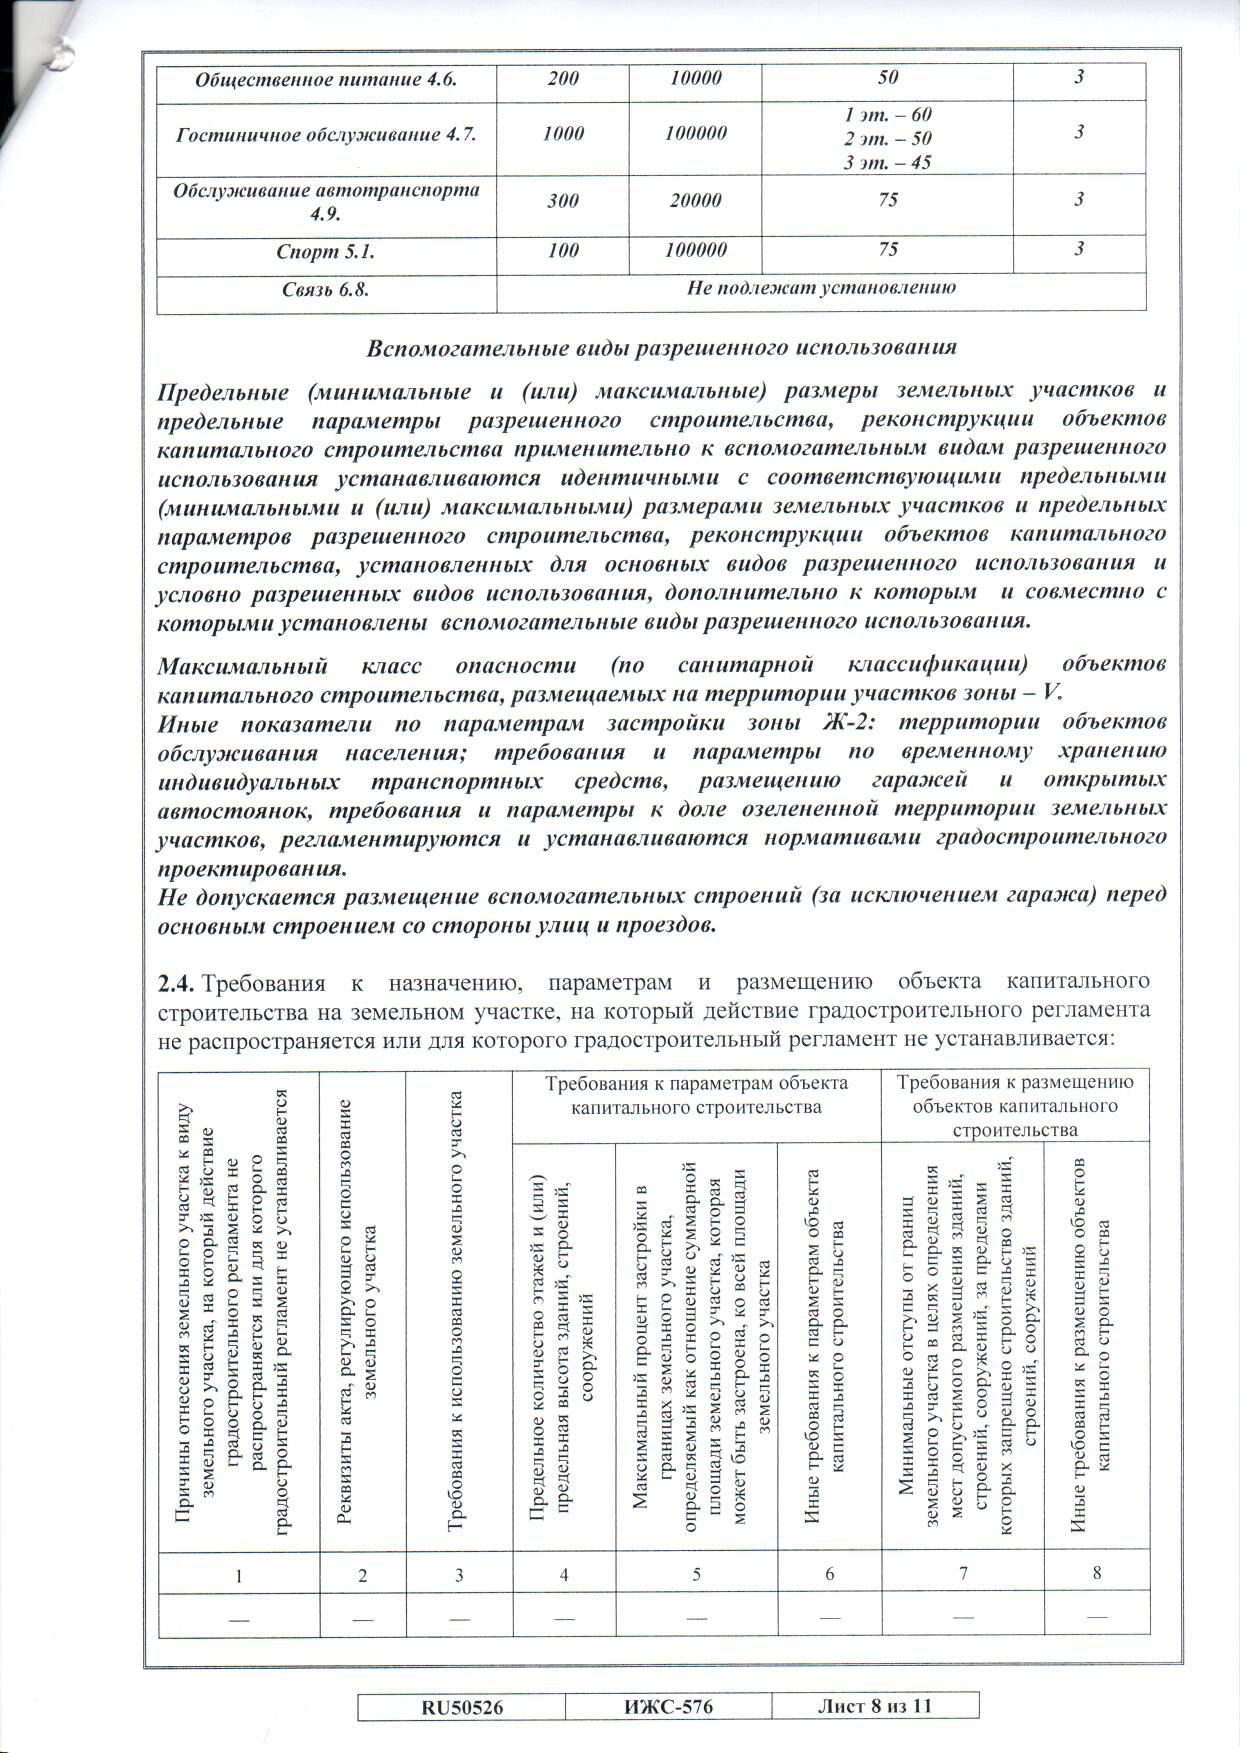 Общественное питание 4.6. 200 10000 50 3
Гостиничное обслуживание 4.7. 1000 100000 1 эт. – 60 3
2 эт. – 50
3 эт. – 45
Обслуживание автотранспорта 300 20000 75 3
4.9.
Спорт 5.1. 100 100000 75 3
Связь 6.8. Не подлежат установлению
Вспомогательные виды разрешенного использования
Предельные (минимальные и (или) максимальные) размеры земельных участков и
предельные параметры разрешенного строительства, реконструкции объектов
капитального строительства применительно к вспомогательным видам разрешенного
использования устанавливаются идентичными с соответствующими предельными
(минимальными и (или) максимальными) размерами земельных участков и предельных
параметров разрешенного строительства, реконструкции объектов капитального
строительства, установленных для основных видов разрешенного использования и
условно разрешенных видов использования, дополнительно к которым и совместно с
которыми установлены вспомогательные виды разрешенного использования.
Максимальный класс опасности (по санитарной классификации) объектов
капитального строительства, размещаемых на территории участков зоны – V.
Иные показатели по параметрам застройки зоны Ж-2: территории объектов
обслуживания населения; требования и параметры по временному хранению
индивидуальных транспортных средств, размещению гаражей и открытых
автостоянок, требования и параметры к доле озелененной территории земельных
участков, регламентируются и устанавливаются нормативами градостроительного
проектирования.
Не допускается размещение вспомогательных строений (за исключением гаража) перед
основным строением со стороны улиц и проездов.
2.4. Требования к назначению, параметрам и размещению объекта капитального
строительства на земельном участке, на который действие градостроительного регламента
не распространяется или для которого градостроительный регламент не устанавливается:
Причины отнесения земельного участка к виду
земельного участка, на который действие
градостроительного регламента не
распространяется или для которого
градостроительный регламент не устанавливается
Реквизиты акта, регулирующего использование
земельного участка
Требования к использованию земельного участка
Требования к параметрам объекта
капитального строительства
Требования к размещению
объектов капитального
строительства
Предельное количество этажей и (или)
предельная высота зданий, строений,
сооружений
Максимальный процент застройки в
границах земельного участка,
определяемый как отношение суммарной
площади земельного участка, которая
может быть застроена, ко всей площади
земельного участка
Иные требования к параметрам объекта
капитального строительства
Минимальные отступы от границ
земельного участка в целях определения
мест допустимого размещения зданий,
строений, сооружений, за пределами
которых запрещено строительство зданий,
строений, сооружений
Иные требования к размещению объектов
капитального строительства
1 2 3 4 5 6 7 8
— — — — — — — —
RU50526 ИЖС-576 Лист 8 из 11